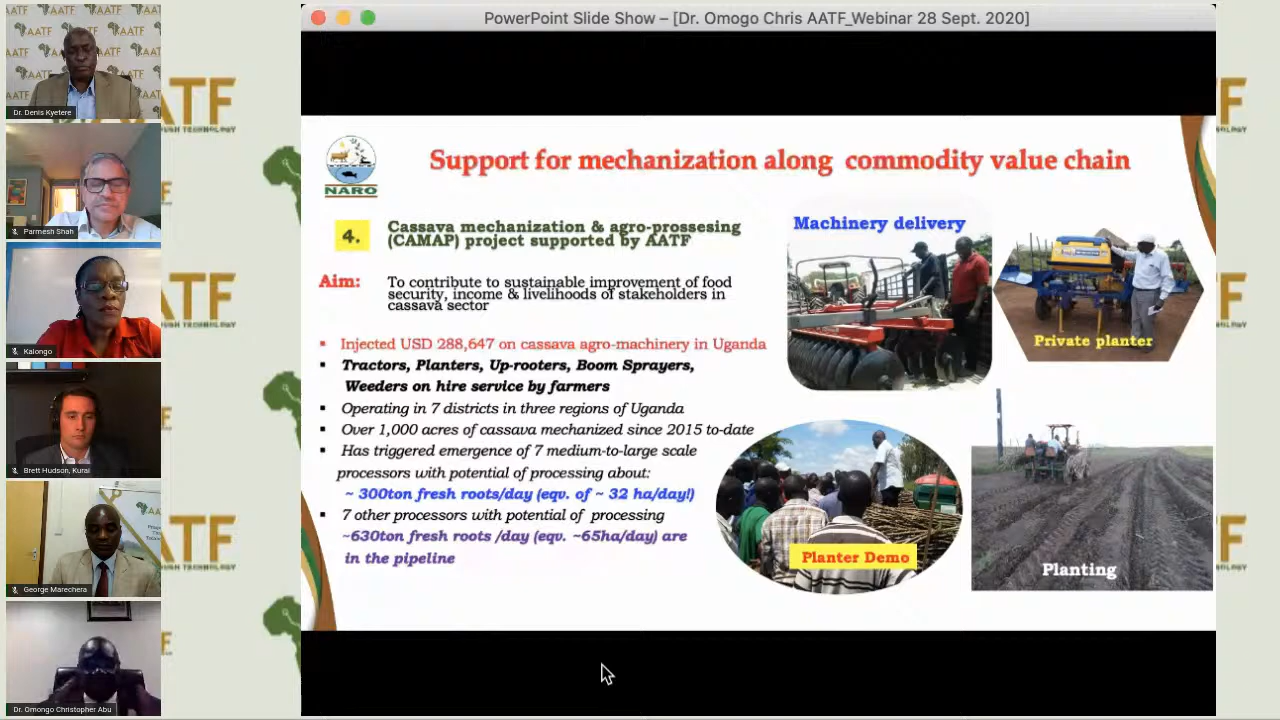 PowerPoint Slide Show – [Dr. Omogo Chris AATF_Webinar 28 Sept. 2020]
AATF
Dr. Denis Kyetere
Parmesh Shah
Kalongo
Brett Hudson, Kurai
George Marechera
Dr. Omongo Christopher Abu
NARO
Support for mechanization along commodity value chain
4.
Cassava mechanization & agro-prossesing
(CAMAP) project supported by AATF
Aim:
To contribute to sustainable improvement of food
security, income & livelihoods of stakeholders in
cassava sector
▪ Injected USD 288,647 on cassava agro-machinery in Uganda
▪ Tractors, Planters, Up-rooters, Boom Sprayers,
Weeders on hire service by farmers
▪ Operating in 7 districts in three regions of Uganda
▪ Over 1,000 acres of cassava mechanized since 2015 to-date
▪ Has triggered emergence of 7 medium-to-large scale
processors with potential of processing about:
~ 300ton fresh roots/day (eqv. of ~ 32 ha/day!)
▪ 7 other processors with potential of processing
~630ton fresh roots /day (eqv. ~65ha/day) are
in the pipeline
Machinery delivery
Private planter
Planter Demo
Planting